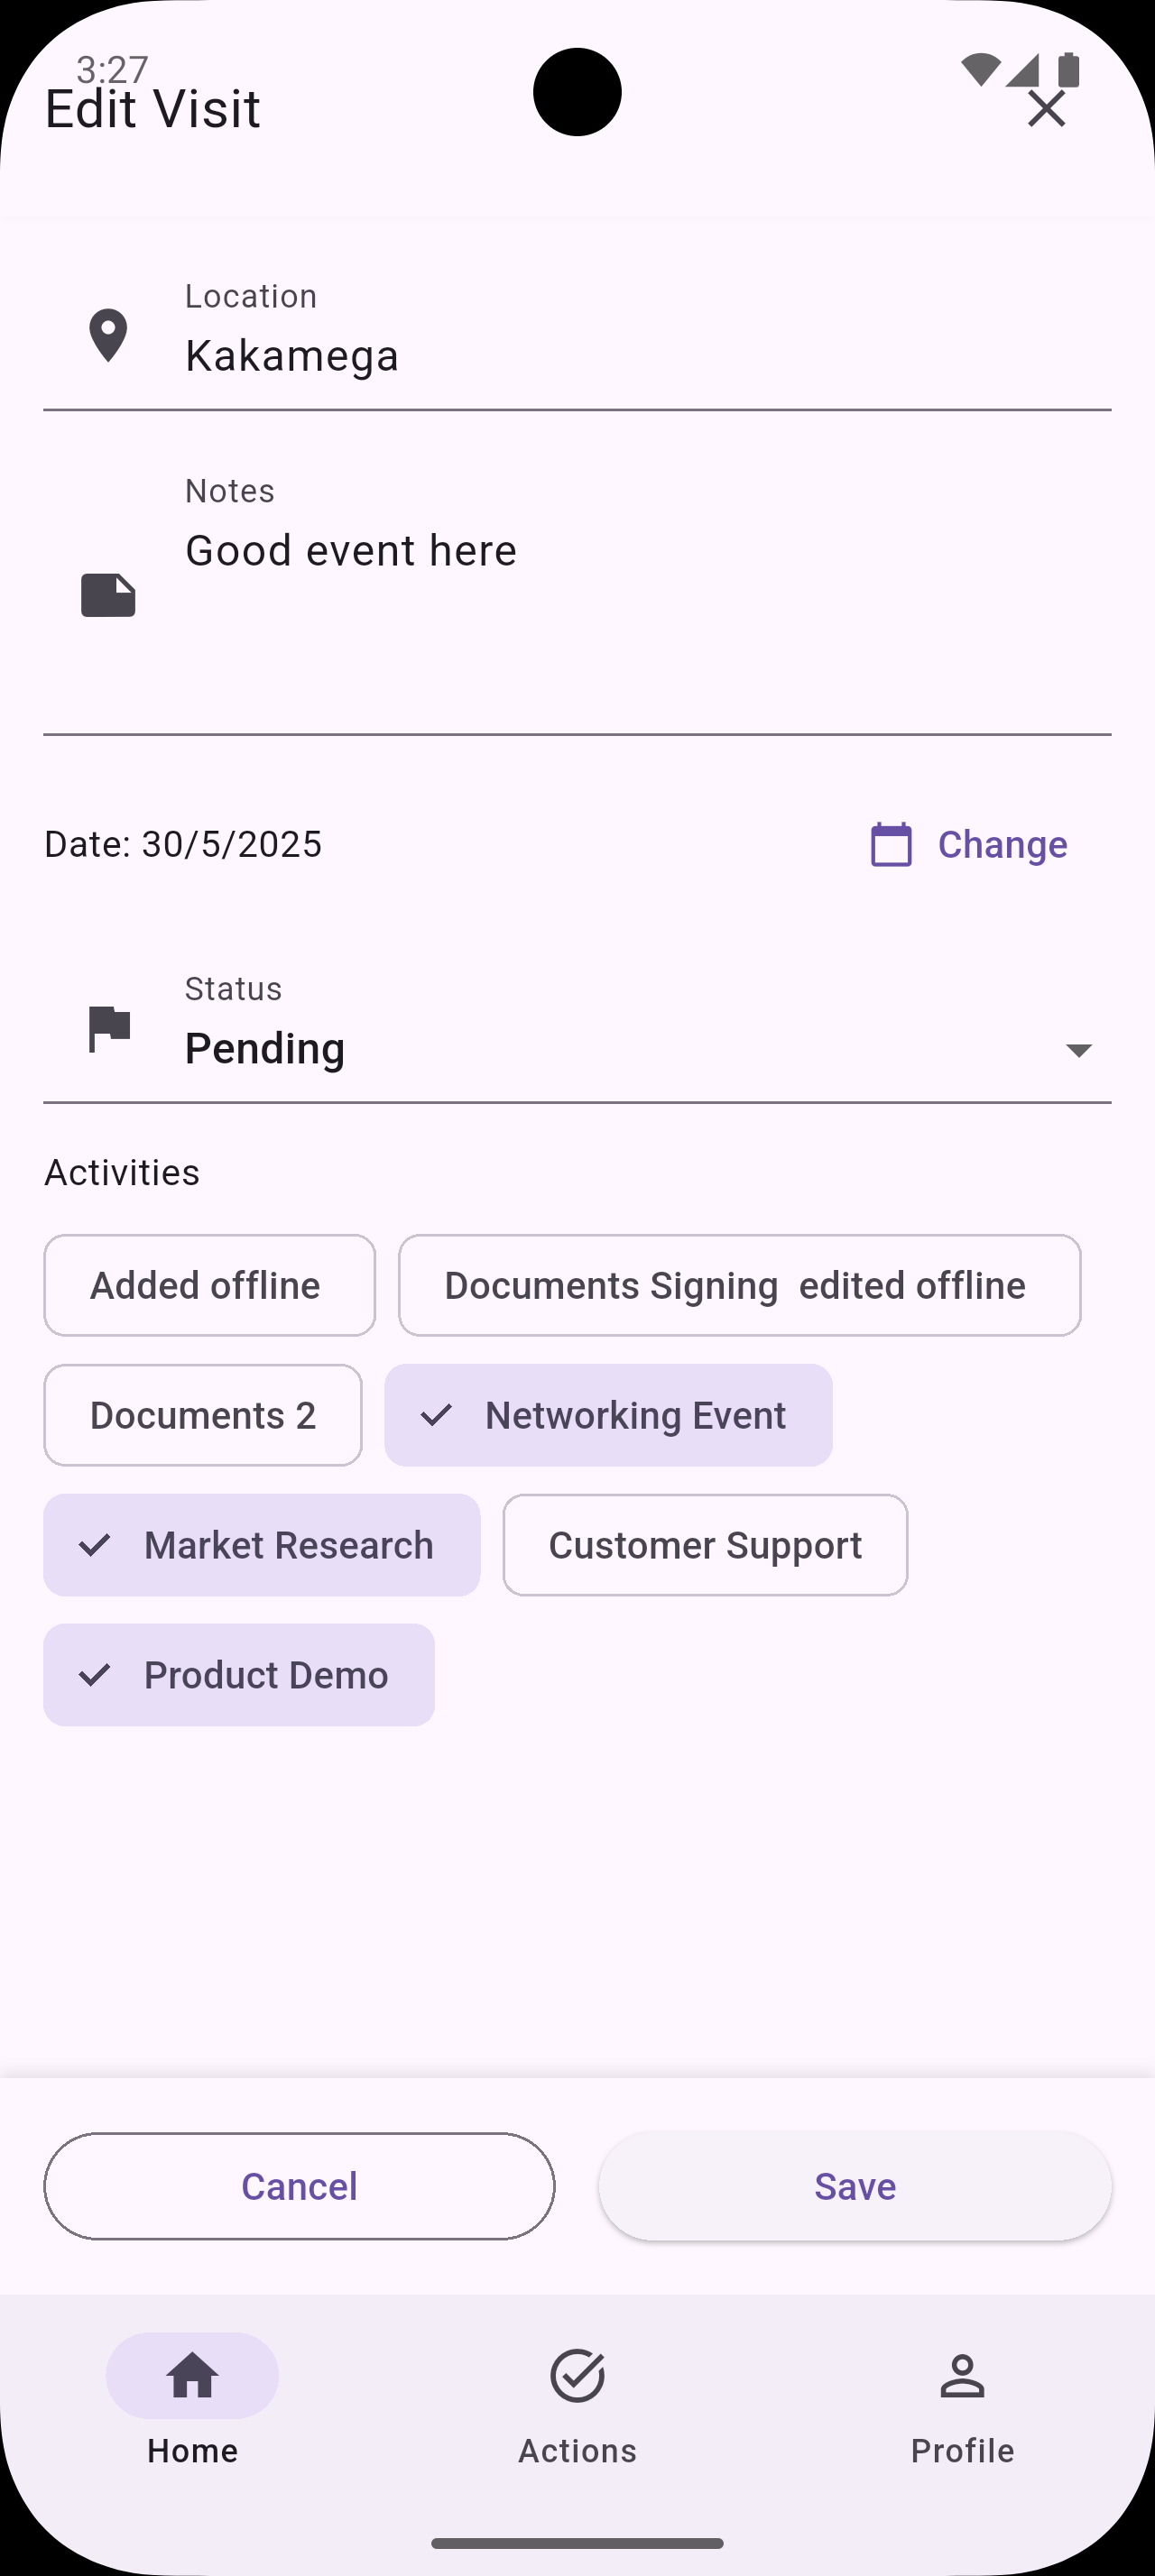 3:27
Edit Visit
Location
Kakamega
Notes
Good event here
Date: 30/5/2025
Change
Status
Pending
Activities
Added offline
Documents Signing  edited offline
Documents 2
Networking Event
Market Research
Customer Support
Product Demo
Cancel
Save
Home
Actions
Profile